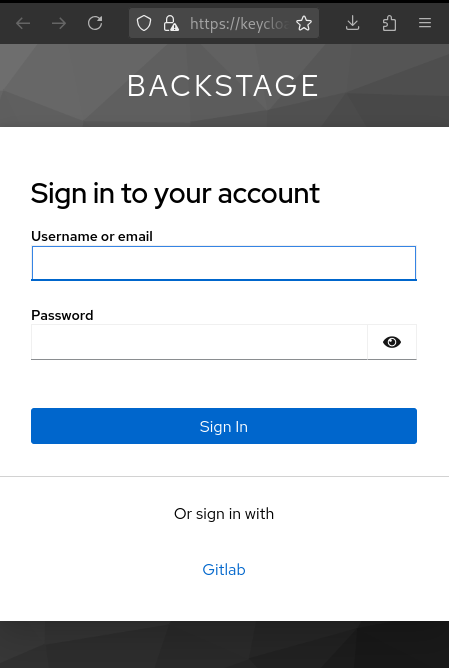 https://keycloa
BACKSTAGE
Sign in to your account
Username or email
Password
Sign In
Or sign in with
Gitlab